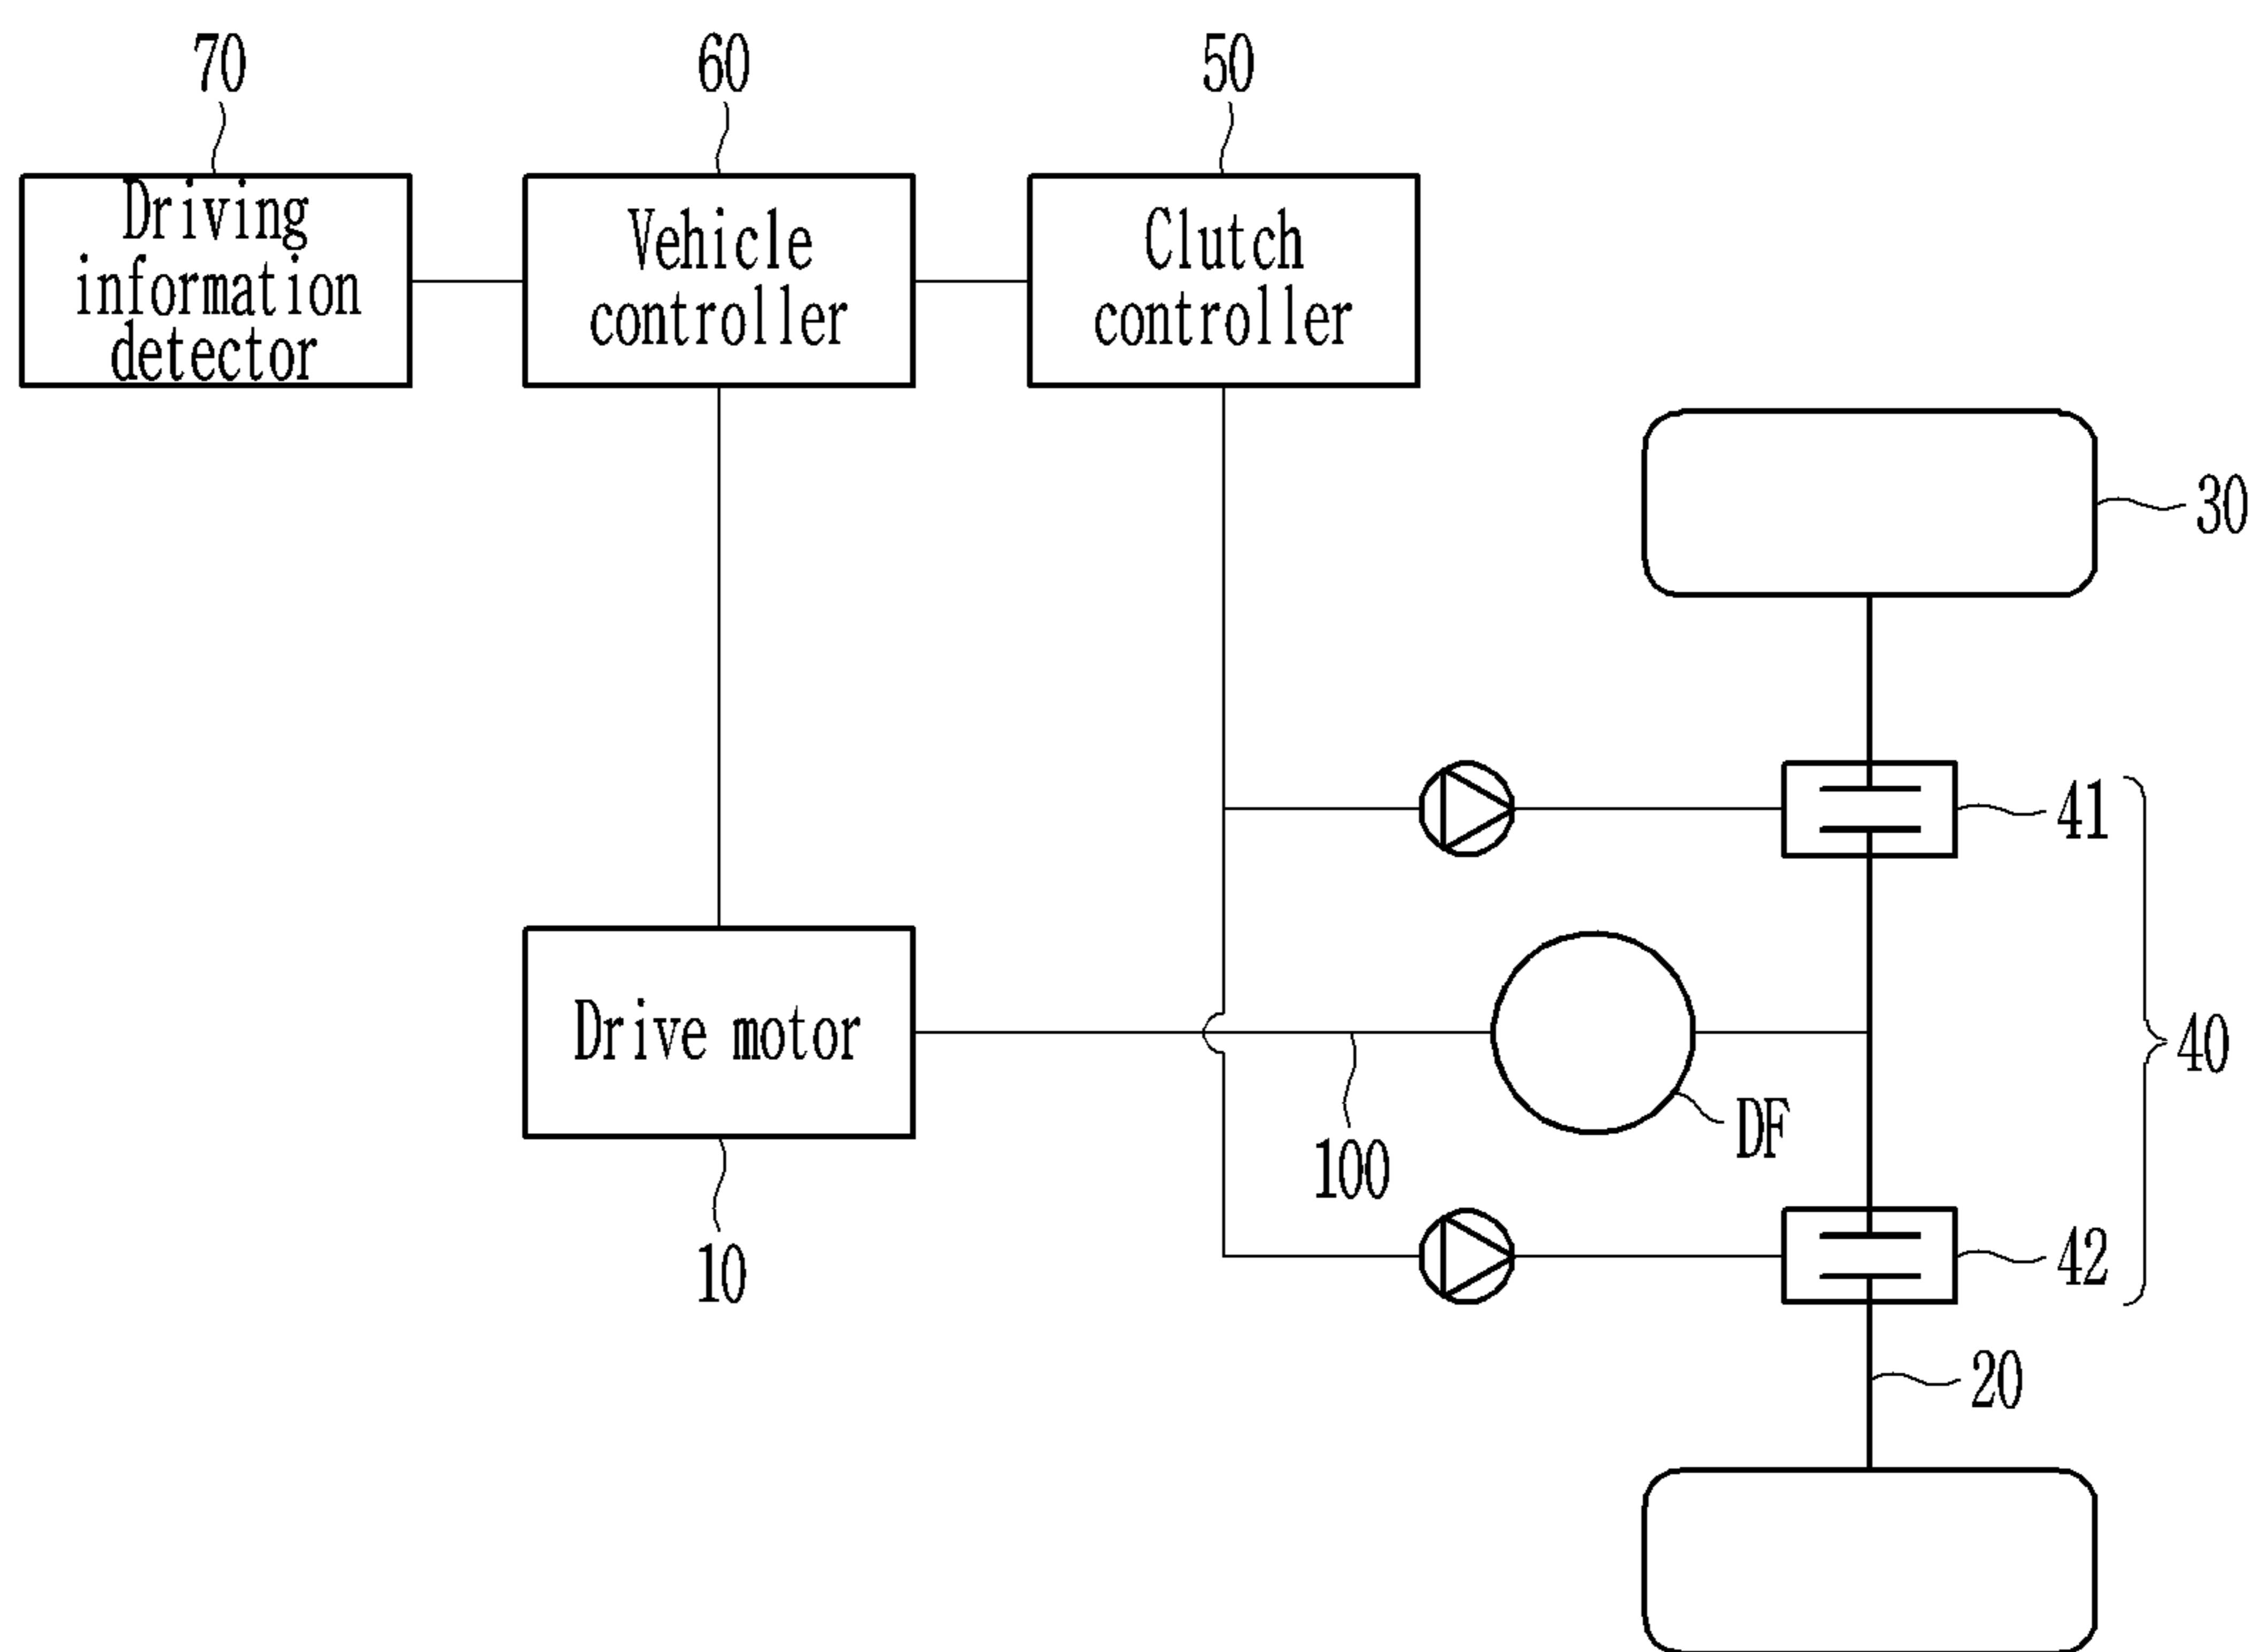 70
60
50
Driving
information
detector
Vehicle
controller
Clutch
controller
30
41
40
Drive motor
DF
100
10
42
20